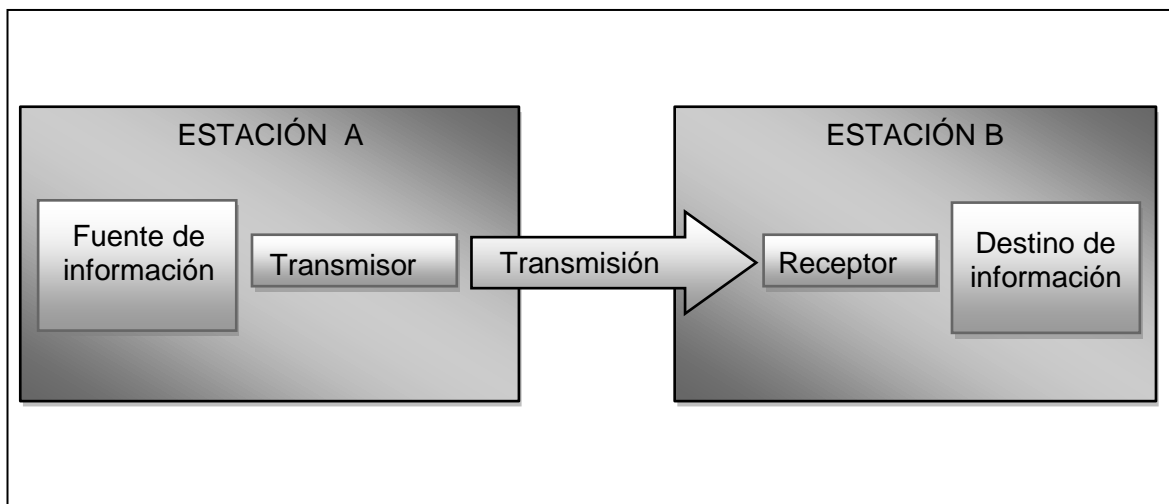 ESTACIÓN A
Fuente de
información
Transmisor
Transmisión
ESTACIÓN B
Receptor
Destino de
información